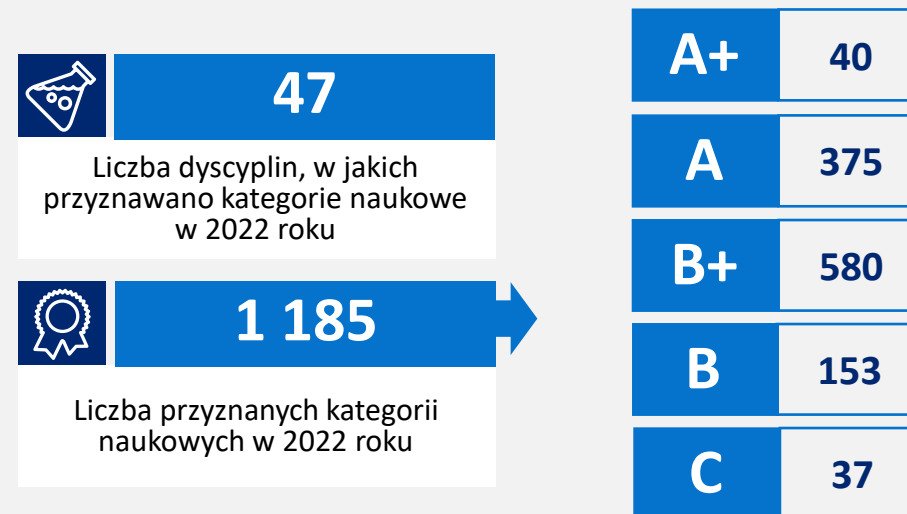 47
Liczba dyscyplin, w jakich
przyznawano kategorie naukowe
w 2022 roku
1 185
Liczba przyznanych kategorii
naukowych w 2022 roku
A+ 40
A 375
B+ 580
B 153
C 37